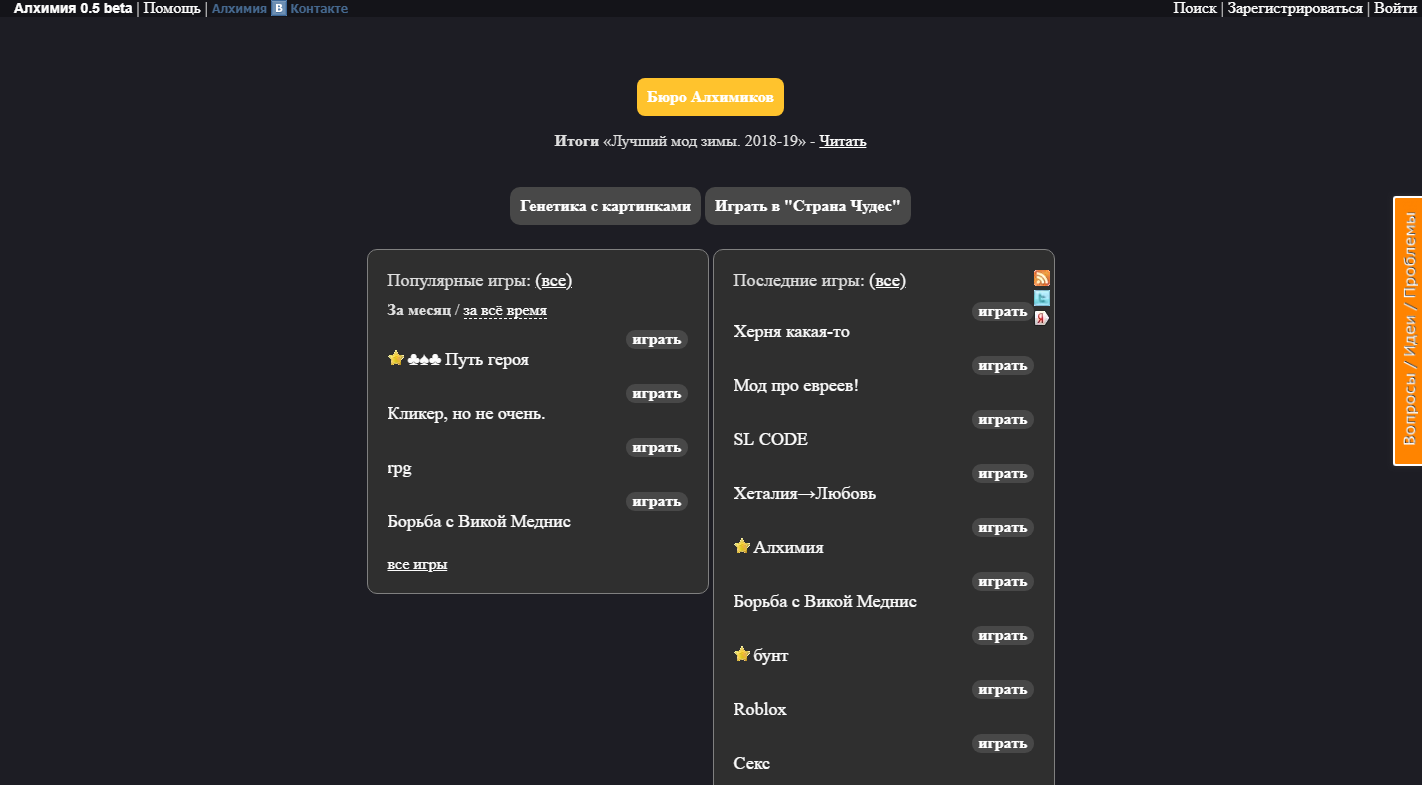 Алхимия 0.5 beta | Помощь | Алхимия В Контакте
Поиск | Зарегистрироваться | Войти
Бюро Алхимиков
Итоги «Лучший мод зимы. 2018-19» - Читать
Генетика с картинками
Играть в "Страна Чудес"
Вопросы / Идеи / Проблемы
Популярные игры: (все)
За месяц / за всё время
играть
♣♠♣ Путь героя
играть
Кликер, но не очень.
играть
rpg
играть
Борьба с Викой Меднис
все игры
Последние игры: (все)
играть
Я
Херня какая-то
играть
Мод про евреев!
играть
SL CODE
играть
Хеталия→Любовь
играть
Алхимия
играть
Борьба с Викой Меднис
играть
бунт
играть
Roblox
играть
Секс